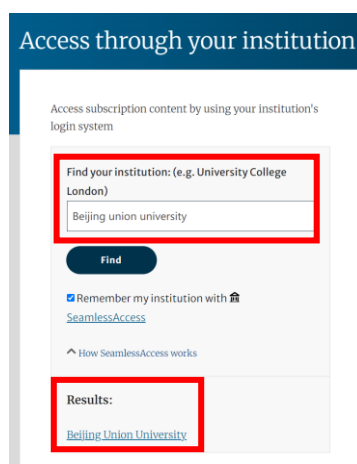 Access through your institution
Access subscription content by using your institution's
login system
Find your institution: (e.g. University College
London)
Beijing union university
Find
Remember my institution with
SeamlessAccess
How SeamlessAccess works
Results:
Beijing Union University